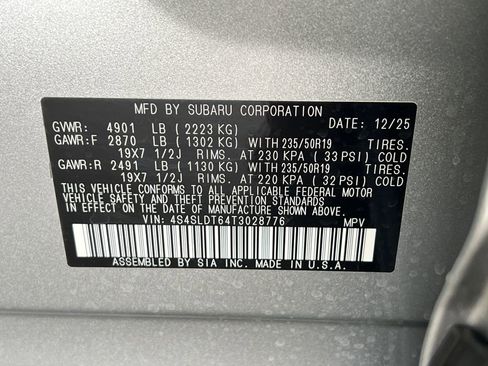 MFD BY SUBARU CORPORATION
GVWR: 4901 LB ( 2223 KG) DATE: 12/25
GAWR:F 2870 LB ( 1302 KG) WITH 235/50R19 TIRES.
19X7 1/2J RIMS. AT 230 KPA ( 33 PSI) COLD
GAWR:R 2491 LB ( 1130 KG) WITH 235/50R19 TIRES.
19X7 1/2J RIMS. AT 220 KPA ( 32 PSI) COLD
THIS VEHICLE CONFORMS TO ALL APPLICABLE FEDERAL MOTOR
VEHICLE SAFETY AND THEFT PREVENTION STANDARDS IN EFFECT
ON THE DATE OF MANUFACTURE SHOWN ABOVE.
VIN: 4S4SLDT64T3028776 MPV
ASSEMBLED BY SIA INC. MADE IN U.S.A.